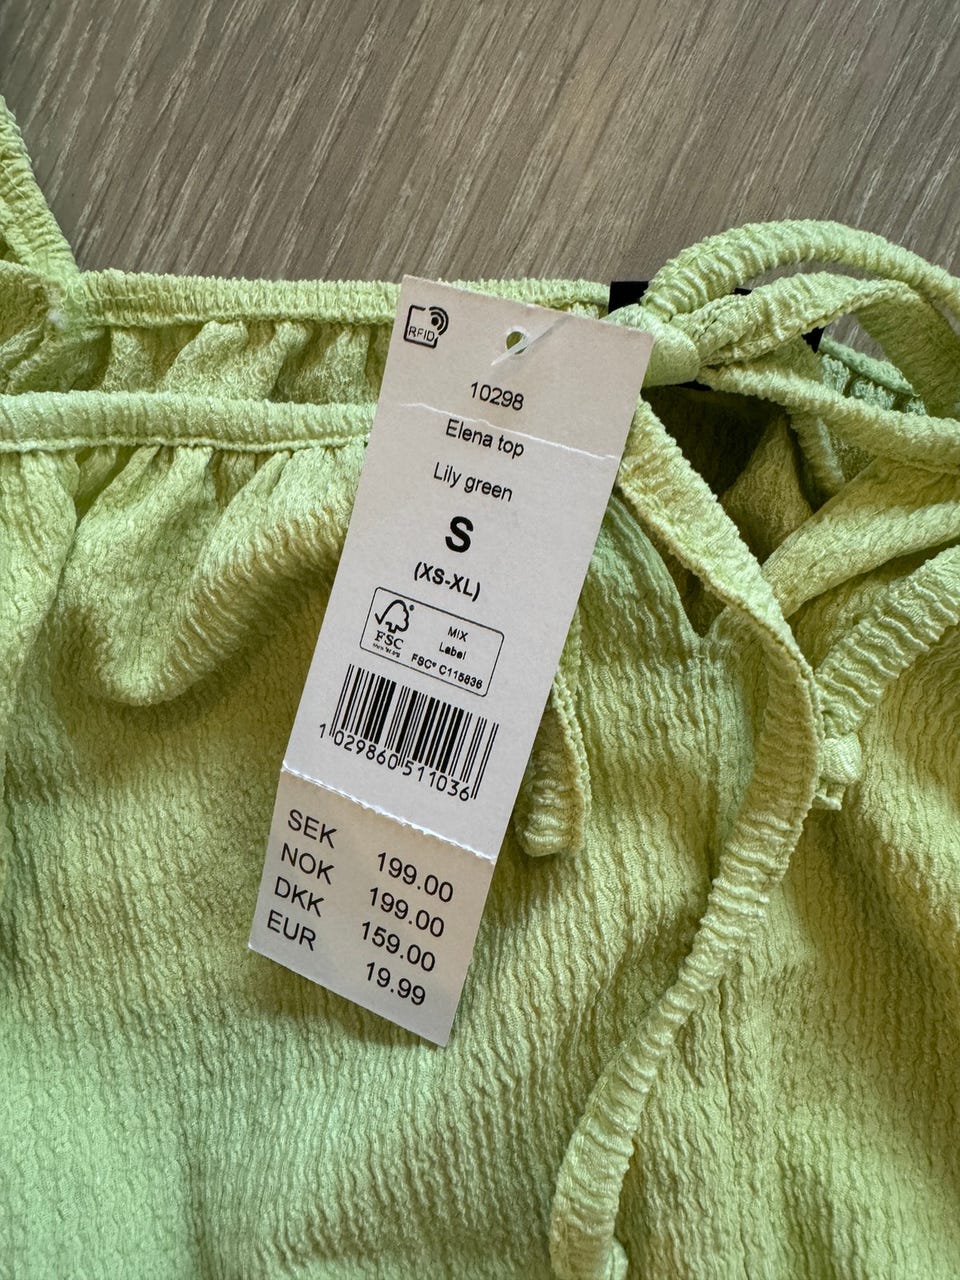 RFID
10298
Elena top
Lily green
S
(XS-XL)
FSC®
MIX
Label
FSC® C115836
1 029860 511036
SEK 199.00
NOK 199.00
DKK 159.00
EUR 19.99